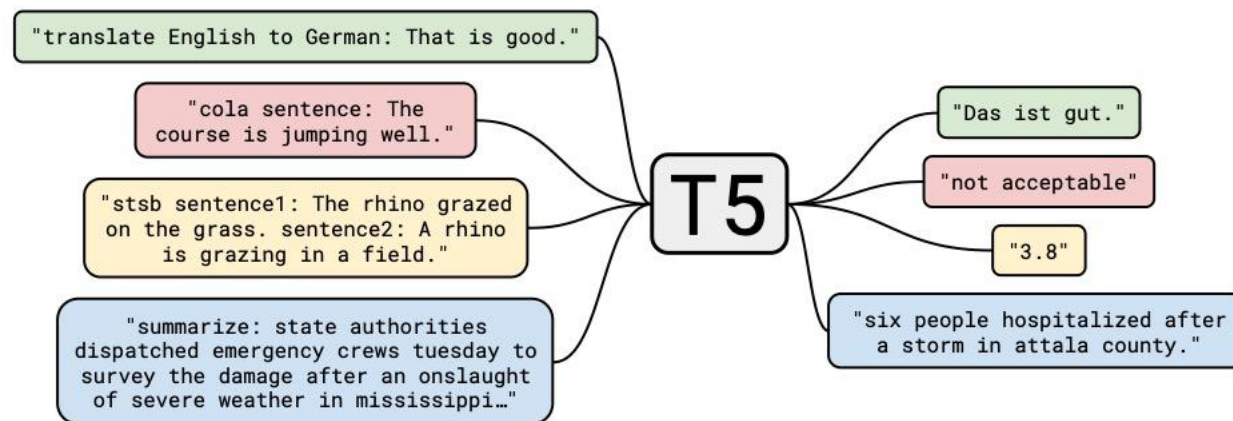 "translate English to German: That is good."
"cola sentence: The
course is jumping well."
"stsb sentence1: The rhino grazed
on the grass. sentence2: A rhino
is grazing in a field."
"summarize: state authorities
dispatched emergency crews tuesday to
survey the damage after an onslaught
of severe weather in mississippi…"
T5
"Das ist gut."
"not acceptable"
"3.8"
"six people hospitalized after
a storm in attala county."